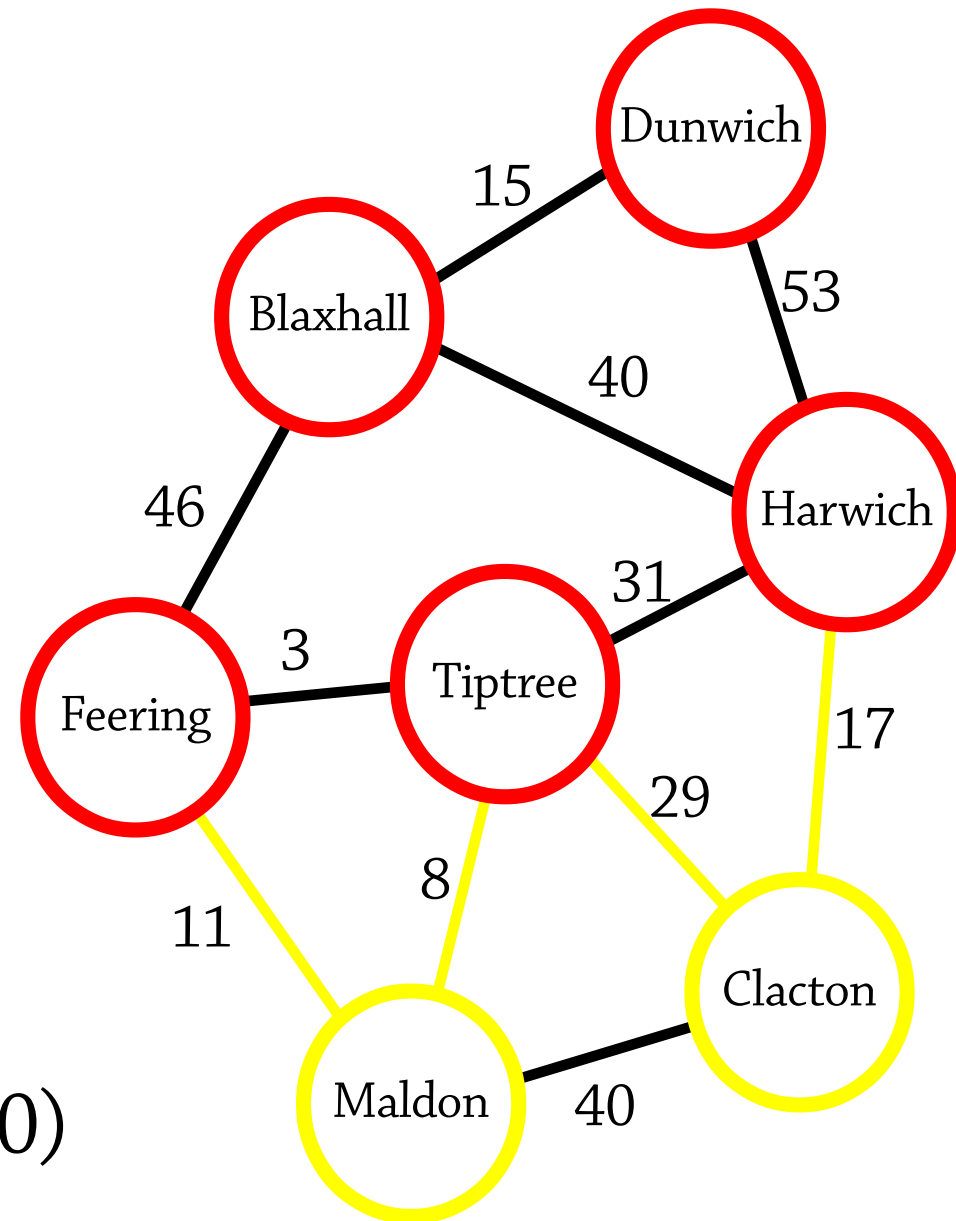 Dunwich
15
53
Blaxhall
40
46
Harwich
31
3
Tiptree
Feering
17
29
8
11
Clacton
Maldon
40
0)